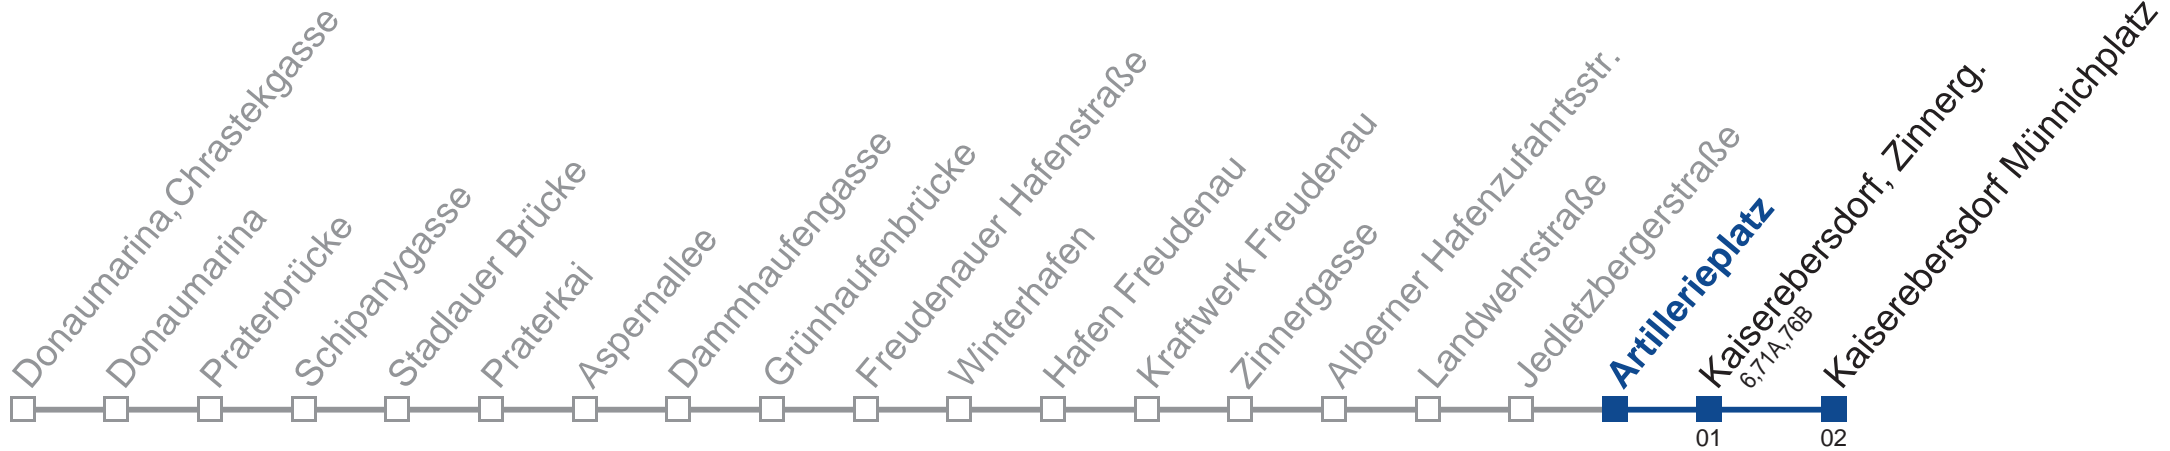 Donaumarina, Chrastekgasse
Donaumarina
Praterbrücke
Schipanygasse
Stadlauer Brücke
Praterkai
Aspernallee
Dammhaufengasse
Grünhaufenbrücke
Freudenauer Hafenstraße
Winterhafen
Hafen Freudenau
Kraftwerk Freudenau
Zinnergasse
Alberner Hafenzufahrtsstr.
Landwehrstraße
Jedletzbergerstraße
Artillerieplatz
Kaiserebersdorf, Zinnerg.
6,71A,76B
Kaiserebersdorf Münnichplatz
01
02